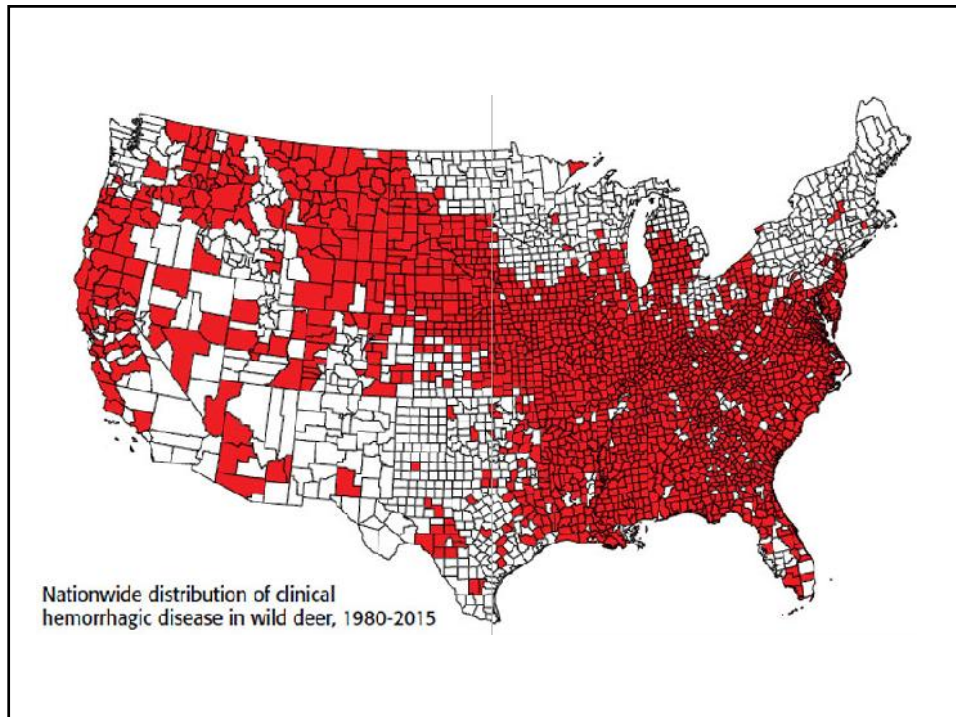 Nationwide distribution of clinical
hemorrhagic disease in wild deer, 1980-2015